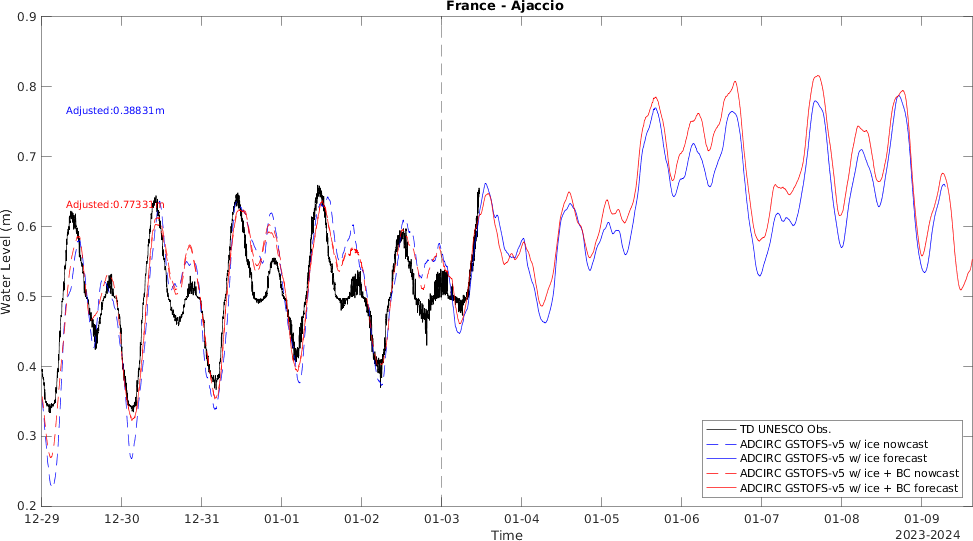 France - Ajaccio
0.9
0.8
0.7
0.6
0.5
0.4
0.3
0.2
Water Level (m)
Adjusted:0.38831m
Adjusted:0.77331
TD UNESCO Obs.
ADCIRC GSTOFS-v5 w/ ice nowcast
ADCIRC GSTOFS-v5 w/ ice forecast
ADCIRC GSTOFS-v5 w/ ice + BC nowcast
ADCIRC GSTOFS-v5 w/ ice + BC forecast
12-29 12-30 12-31 01-01 01-02 01-03 01-04 01-05 01-06 01-07 01-08 01-09
Time
2023-2024